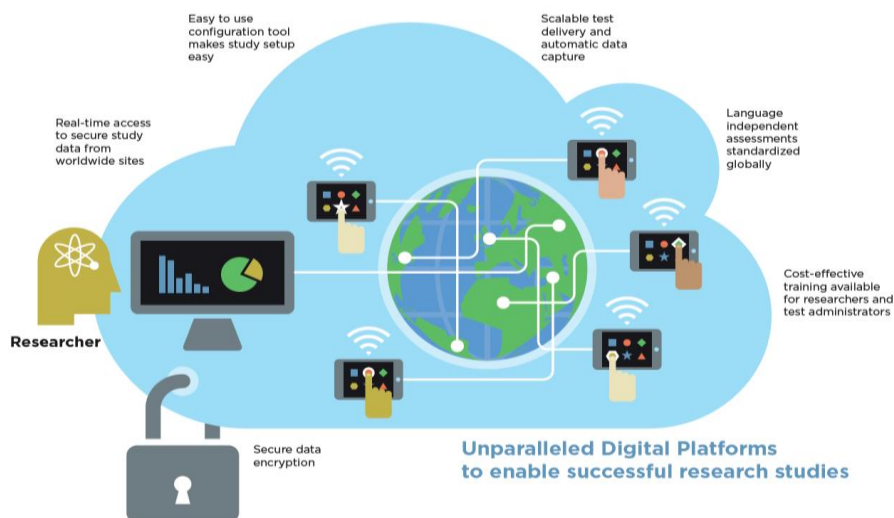 Easy to use
configuration tool
makes study setup
easy
Scalable test
delivery and
automatic data
capture
Real-time access
to secure study
data from
worldwide sites
Language
independent
assessments
standardized
globally
Cost-effective
training available
for researchers and
test administrators
Researcher
Secure data
encryption
Unparalleled Digital Platforms
to enable successful research studies